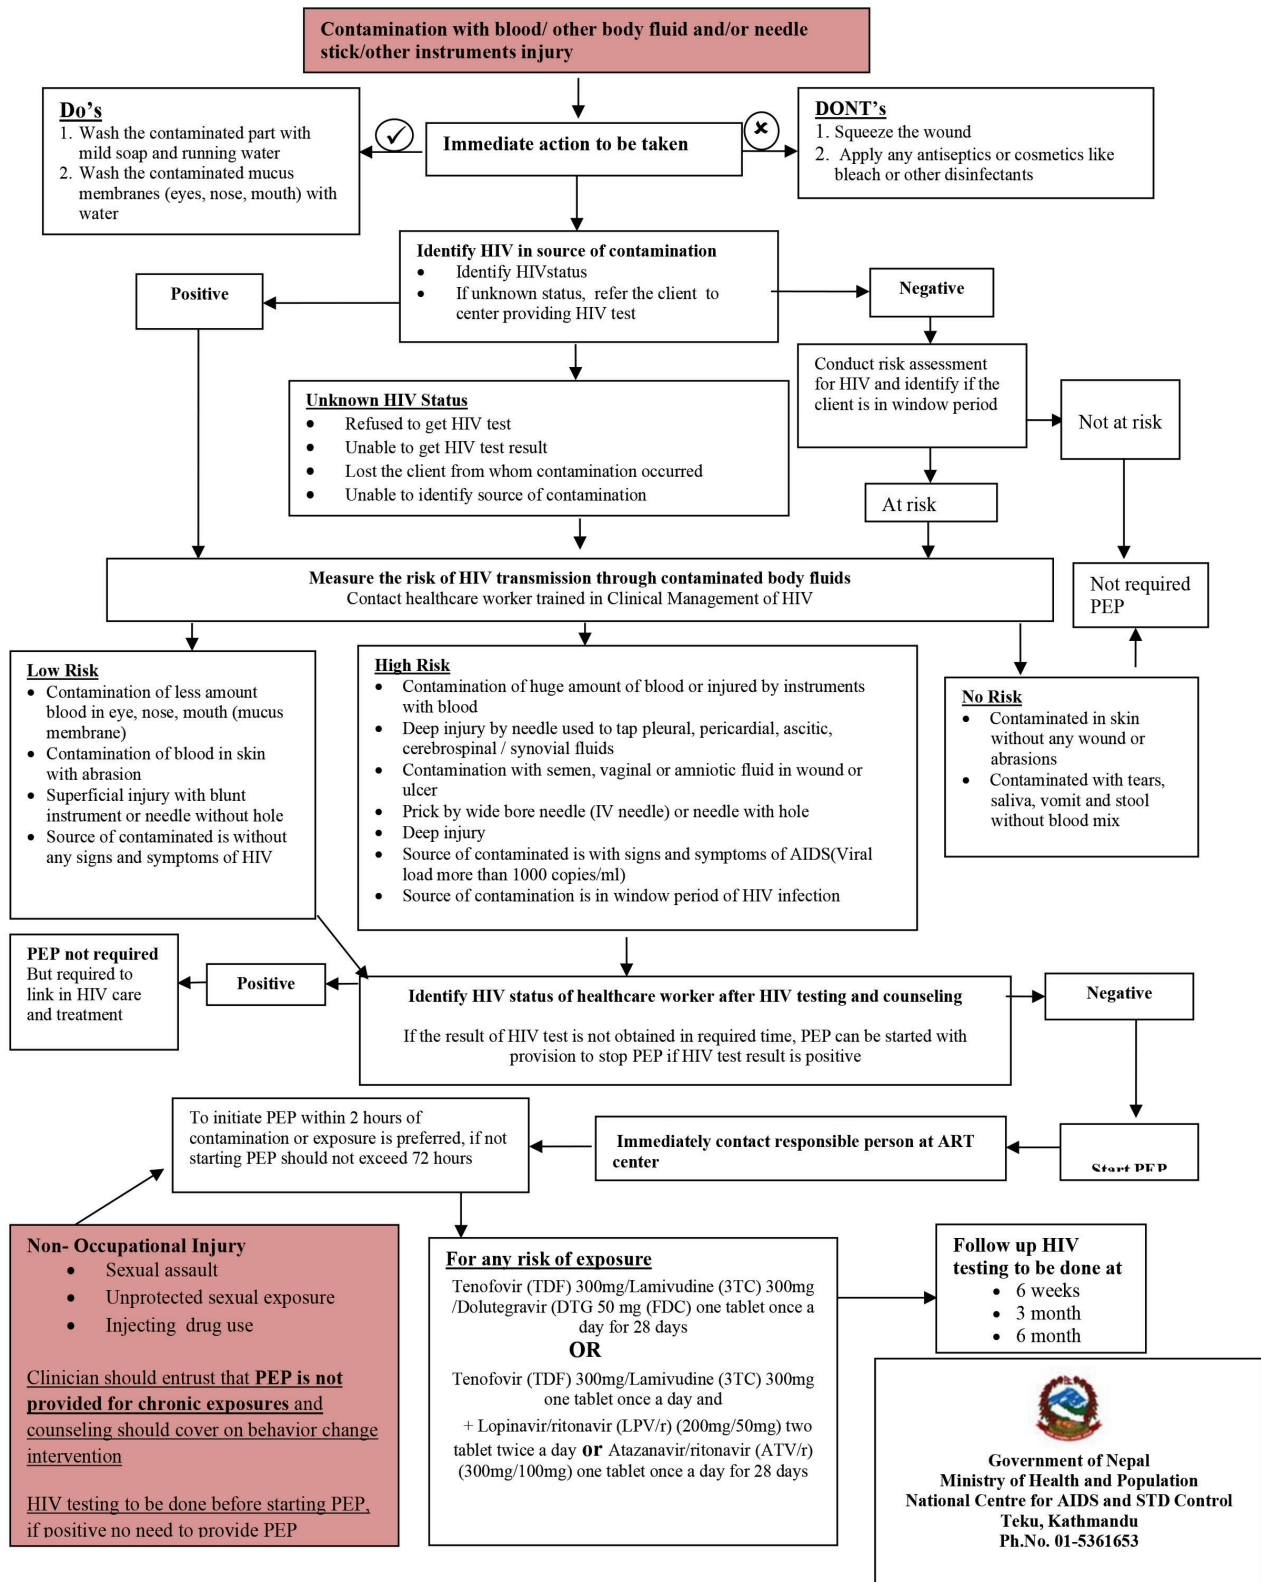 Contamination with blood/ other body fluid and/or needle
stick/other instruments injury
Do’s
1. Wash the contaminated part with
mild soap and running water
2. Wash the contaminated mucus
membranes (eyes, nose, mouth) with
water
Immediate action to be taken
DONT’s
1. Squeeze the wound
2. Apply any antiseptics or cosmetics like
bleach or other disinfectants
Identify HIV in source of contamination
• Identify HIVstatus
• If unknown status, refer the client to
center providing HIV test
Positive
Negative
Conduct risk assessment
for HIV and identify if the
client is in window period
Not at risk
Unknown HIV Status
• Refused to get HIV test
• Unable to get HIV test result
• Lost the client from whom contamination occurred
• Unable to identify source of contamination
At risk
Measure the risk of HIV transmission through contaminated body fluids
Contact healthcare worker trained in Clinical Management of HIV
Not required
PEP
Low Risk
• Contamination of less amount
blood in eye, nose, mouth (mucus
membrane)
• Contamination of blood in skin
with abrasion
• Superficial injury with blunt
instrument or needle without hole
• Source of contaminated is without
any signs and symptoms of HIV
High Risk
• Contamination of huge amount of blood or injured by instruments
with blood
• Deep injury by needle used to tap pleural, pericardial, ascitic,
cerebrospinal / synovial fluids
• Contamination with semen, vaginal or amniotic fluid in wound or
ulcer
• Prick by wide bore needle (IV needle) or needle with hole
• Deep injury
• Source of contaminated is with signs and symptoms of AIDS(Viral
load more than 1000 copies/ml)
• Source of contamination is in window period of HIV infection
No Risk
• Contaminated in skin
without any wound or
abrasions
• Contaminated with tears,
saliva, vomit and stool
without blood mix
PEP not required
But required to
link in HIV care
and treatment
Positive
Identify HIV status of healthcare worker after HIV testing and counseling
If the result of HIV test is not obtained in required time, PEP can be started with
provision to stop PEP if HIV test result is positive
Negative
To initiate PEP within 2 hours of
contamination or exposure is preferred, if not
starting PEP should not exceed 72 hours
Immediately contact responsible person at ART
center
Start PEP
Non- Occupational Injury
• Sexual assault
• Unprotected sexual exposure
• Injecting drug use
Clinician should entrust that PEP is not
provided for chronic exposures and
counseling should cover on behavior change
intervention
HIV testing to be done before starting PEP,
if positive no need to provide PEP
For any risk of exposure
Tenofovir (TDF) 300mg/Lamivudine (3TC) 300mg
/Dolutegravir (DTG 50 mg (FDC) one tablet once a
day for 28 days
OR
Tenofovir (TDF) 300mg/Lamivudine (3TC) 300mg
one tablet once a day and
+ Lopinavir/ritonavir (LPV/r) (200mg/50mg) two
tablet twice a day or Atazanavir/ritonavir (ATV/r)
(300mg/100mg) one tablet once a day for 28 days
Follow up HIV
testing to be done at
• 6 weeks
• 3 month
• 6 month
Government of Nepal
Ministry of Health and Population
National Centre for AIDS and STD Control
Teku, Kathmandu
Ph.No. 01-5361653